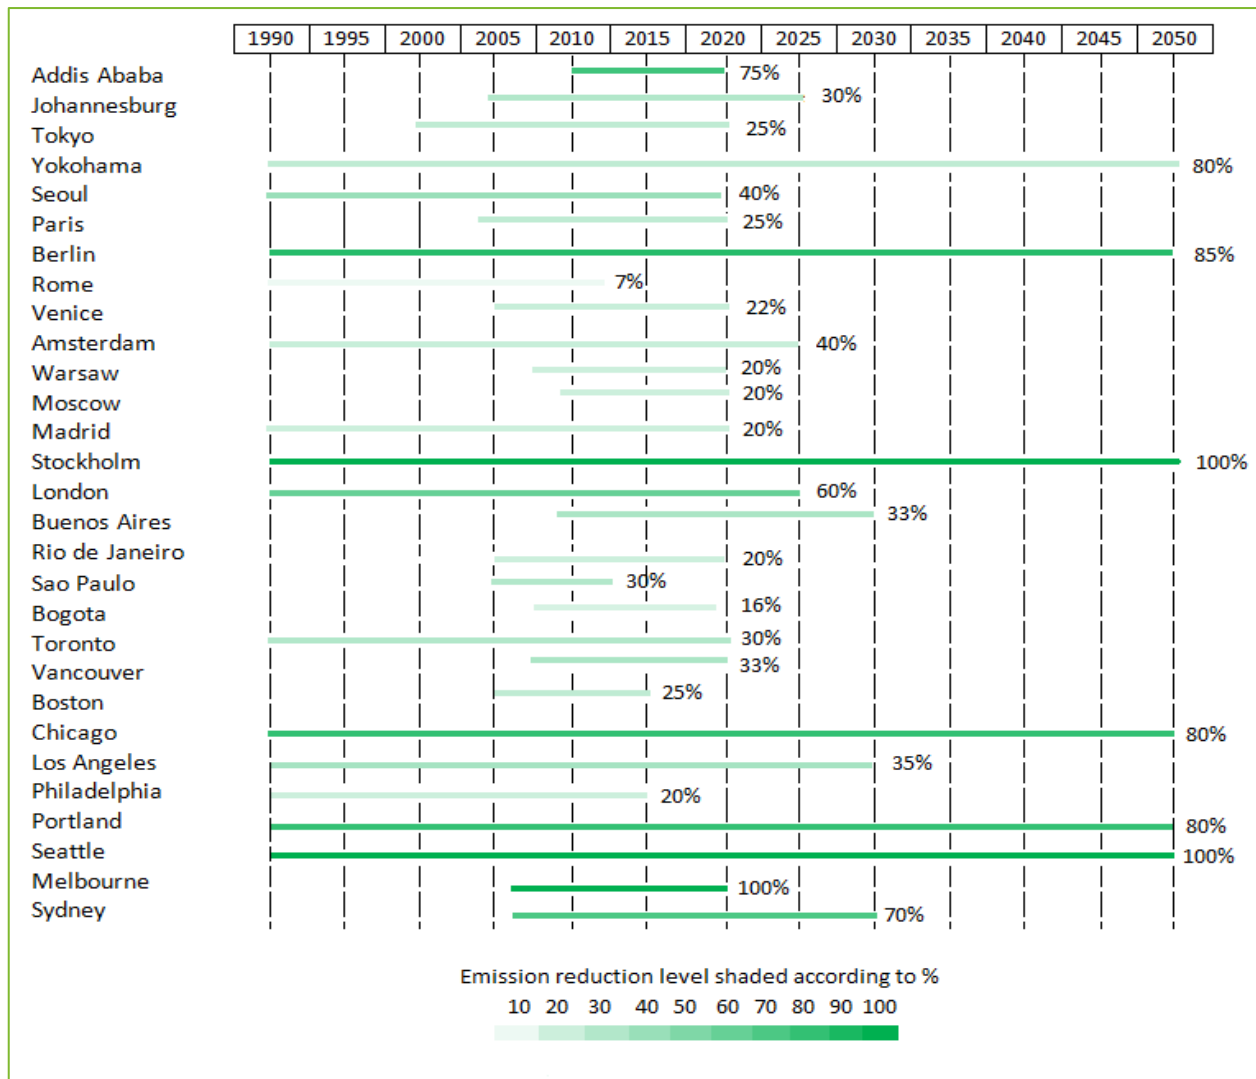 1990 1995 2000 2005 2010 2015 2020 2025 2030 2035 2040 2045 2050
Addis Ababa 75%
Johannesburg 30%
Tokyo 25%
Yokohama 80%
Seoul 40%
Paris 25%
Berlin 85%
Rome 7%
Venice 22%
Amsterdam 40%
Warsaw 20%
Moscow 20%
Madrid 20%
Stockholm 100%
London 60%
Buenos Aires 33%
Rio de Janeiro 20%
Sao Paulo 30%
Bogota 16%
Toronto 30%
Vancouver 33%
Boston 25%
Chicago 80%
Los Angeles 35%
Philadelphia 20%
Portland 80%
Seattle 100%
Melbourne 100%
Sydney 70%
Emission reduction level shaded according to %
10 20 30 40 50 60 70 80 90 100